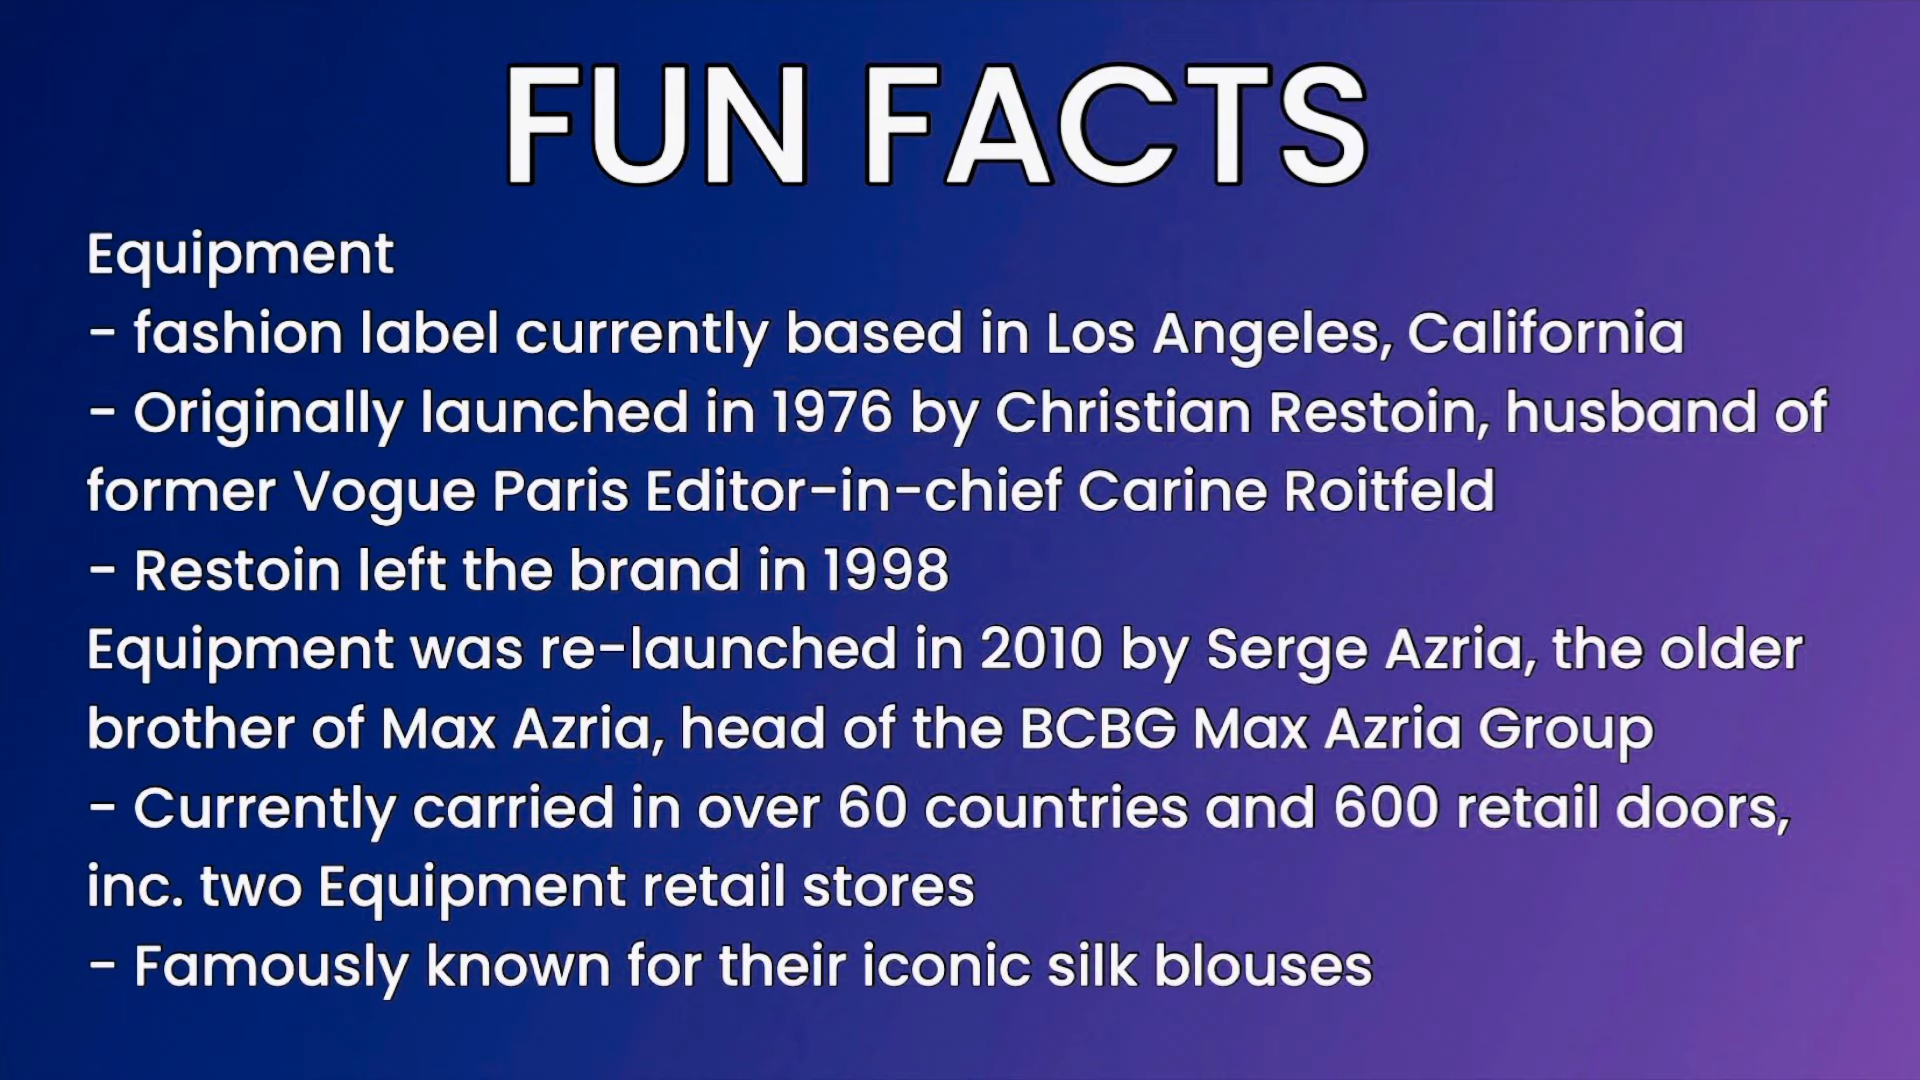 FUN FACTS
Equipment
- fashion label currently based in Los Angeles, California
- Originally launched in 1976 by Christian Restoin, husband of
former Vogue Paris Editor-in-chief Carine Roitfeld
- Restoin left the brand in 1998
Equipment was re-launched in 2010 by Serge Azria, the older
brother of Max Azria, head of the BCBG Max Azria Group
- Currently carried in over 60 countries and 600 retail doors,
inc. two Equipment retail stores
- Famously known for their iconic silk blouses